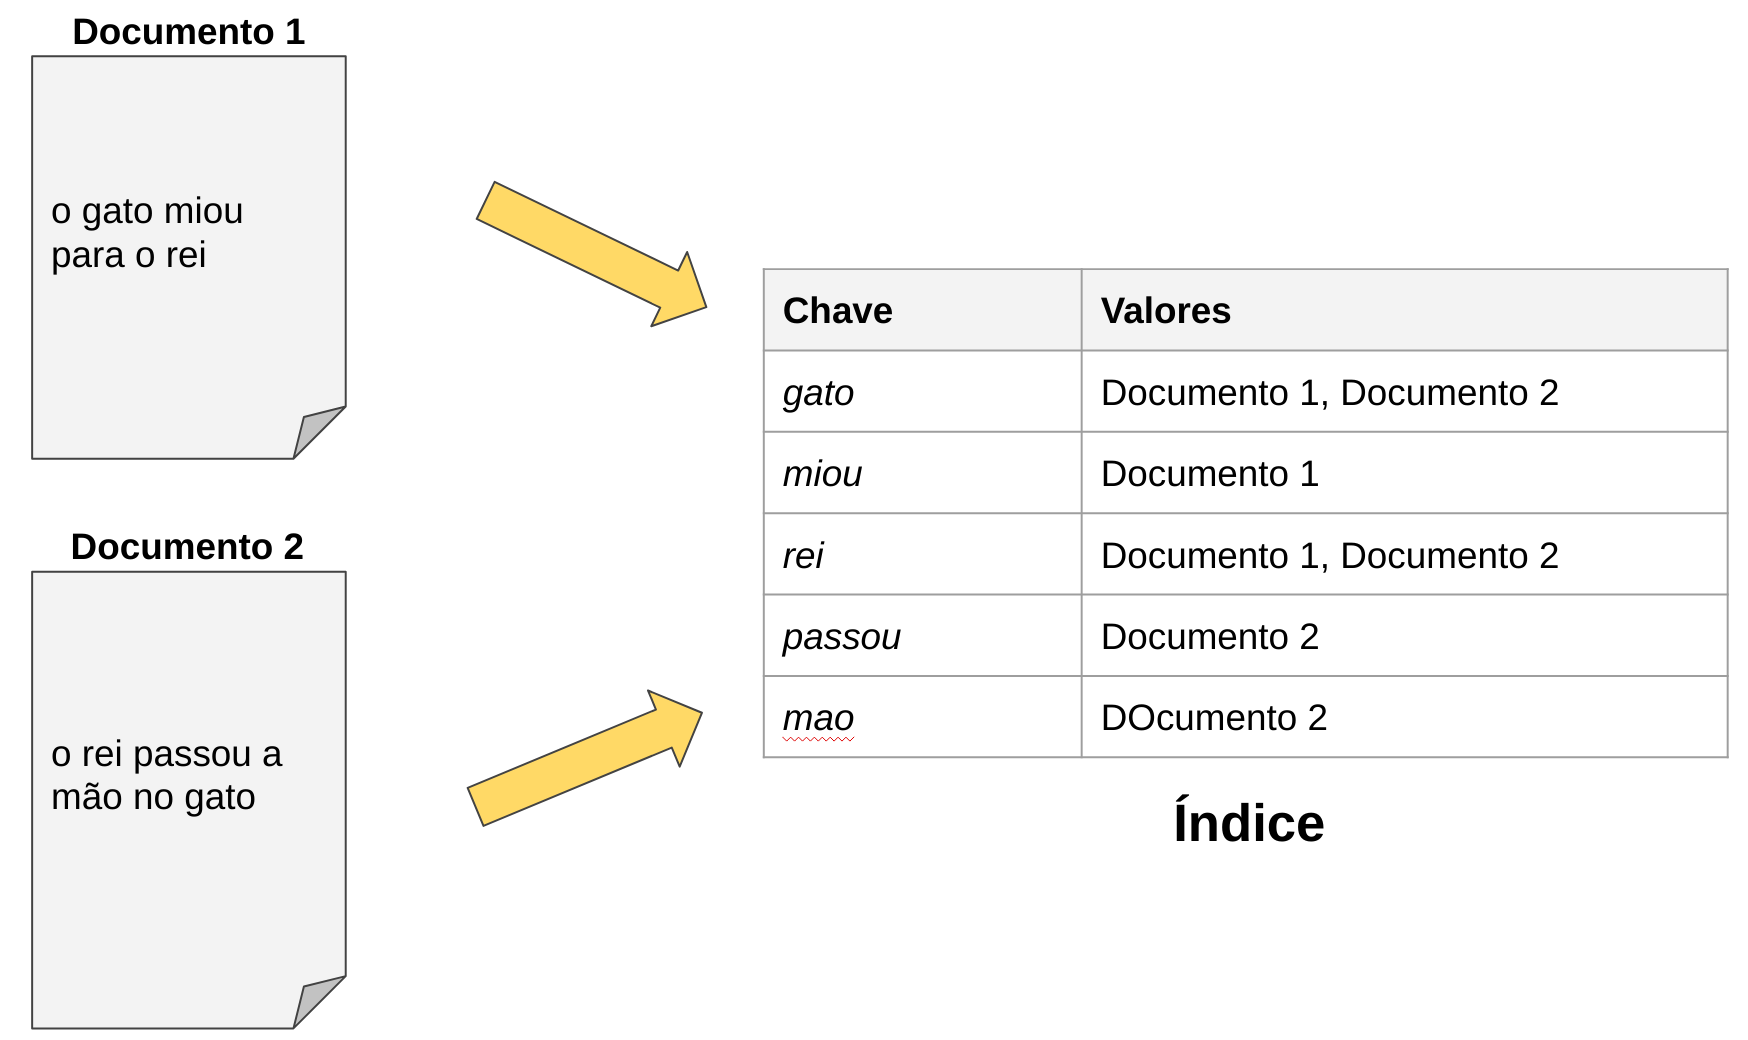 Documento 1
o gato miou
para o rei
Documento 2
o rei passou a
mão no gato
Chave Valores
gato Documento 1, Documento 2
miou Documento 1
rei Documento 1, Documento 2
passou Documento 2
mao DOcumento 2
Índice